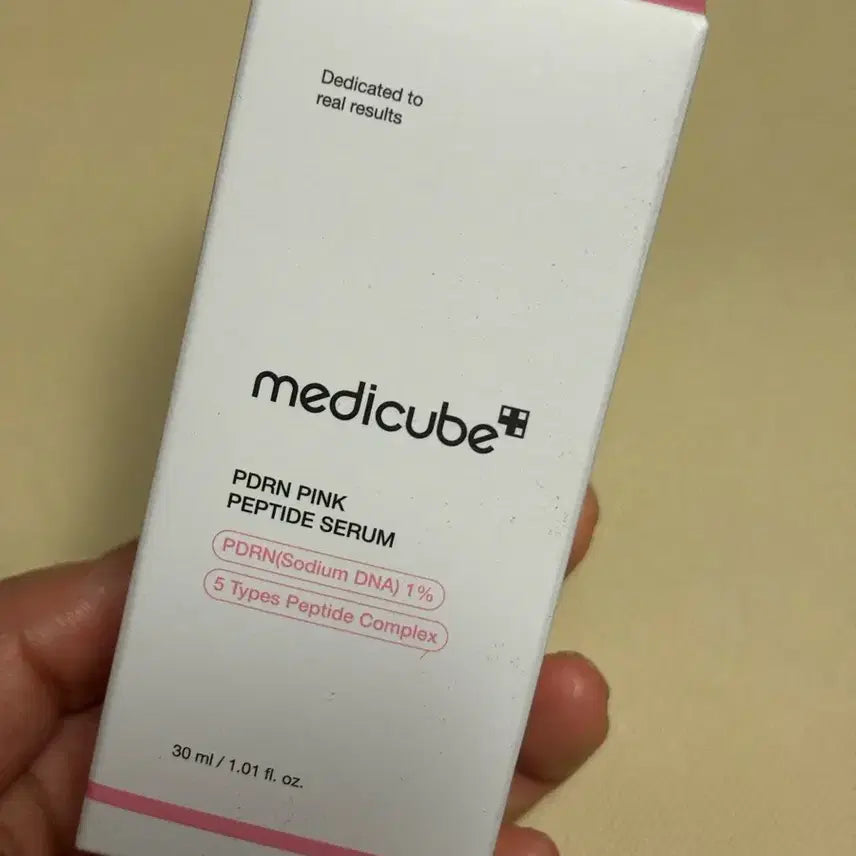 Dedicated to
real results
medicube
PDRN PINK
PEPTIDE SERUM
PDRN(Sodium DNA) 1%
5 Types Peptide Complex
30 ml / 1.01 fl. oz.